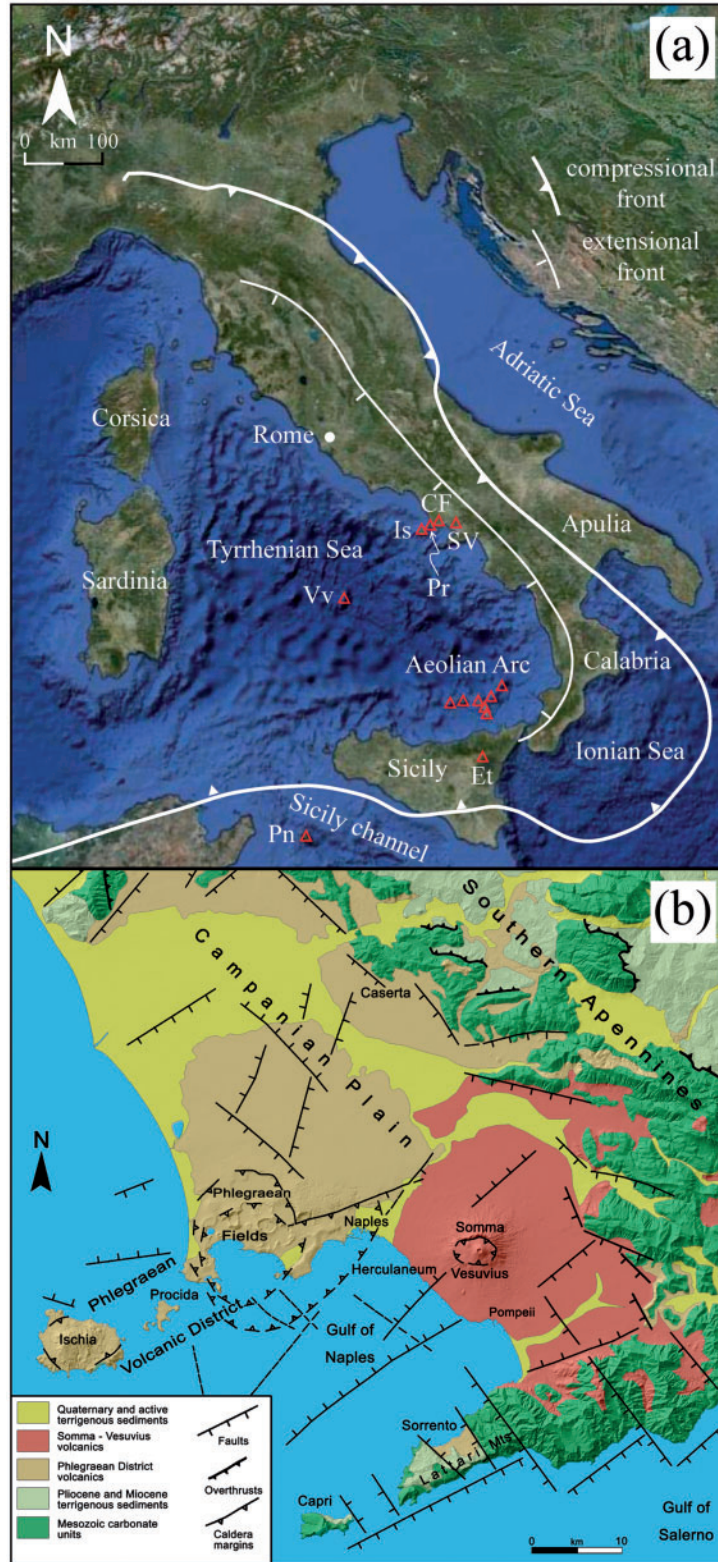 (a)
N
0 km 100
compressional
front
extensional
front
Adriatic Sea
Corsica
Rome
CF
Is
SV
Apulia
Tyrrhenian Sea
Sardinia
Pr
Vv
Aeolian Arc
Calabria
Sicily
Et
Ionian Sea
Sicily channel
Pn
(b)
Southern Apennines
Campanian Plain
Caserta
N
Phlegraean
Fields
Naples
Somma
Vesuvius
Herculaneum
Phlegraean
Volcanic District
Procida
Ischia
Pompeii
Gulf of
Naples
Sorrento
Lattari Mts
Capri
Gulf of
Salerno
0 km 10
Quaternary and active
terrigenous sediments
Somma - Vesuvius
volcanics
Phlegraean District
volcanics
Pliocene and Miocene
terrigenous sediments
Mesozoic carbonate
units
Faults
Overthrusts
Caldera
margins